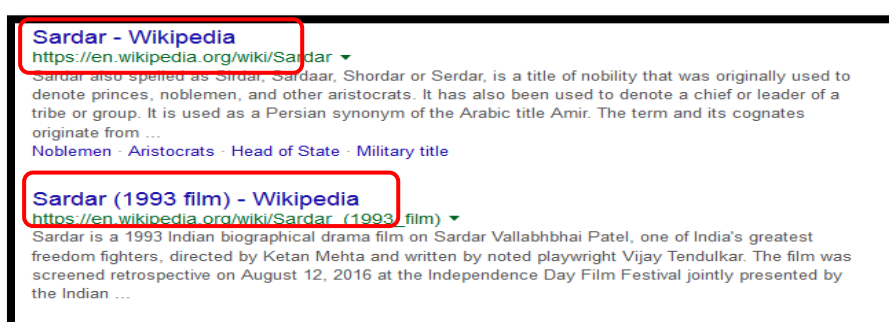 Sardar - Wikipedia
https://en.wikipedia.org/wiki/Sardar
Sardar also spelled as Sirdar, Sardaar, Shordar or Serdar, is a title of nobility that was originally used to
denote princes, noblemen, and other aristocrats. It has also been used to denote a chief or leader of a
tribe or group. It is used as a Persian synonym of the Arabic title Amir. The term and its cognates
originate from ...
Noblemen · Aristocrats · Head of State · Military title
Sardar (1993 film) - Wikipedia
https://en.wikipedia.org/wiki/Sardar_(1993_film)
Sardar is a 1993 Indian biographical drama film on Sardar Vallabhbhai Patel, one of India's greatest
freedom fighters, directed by Ketan Mehta and written by noted playwright Vijay Tendulkar. The film was
screened retrospective on August 12, 2016 at the Independence Day Film Festival jointly presented by
the Indian ...